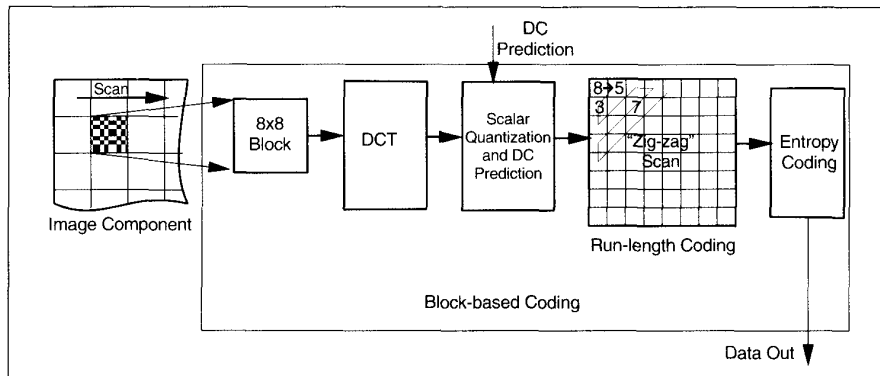 DC
Prediction
Scan
8→5
3 7
8x8
Block
DCT
Scalar
Quantization
and DC
Prediction
"Zig-zag"
Scan
Entropy
Coding
Image Component
Run-length Coding
Block-based Coding
Data Out